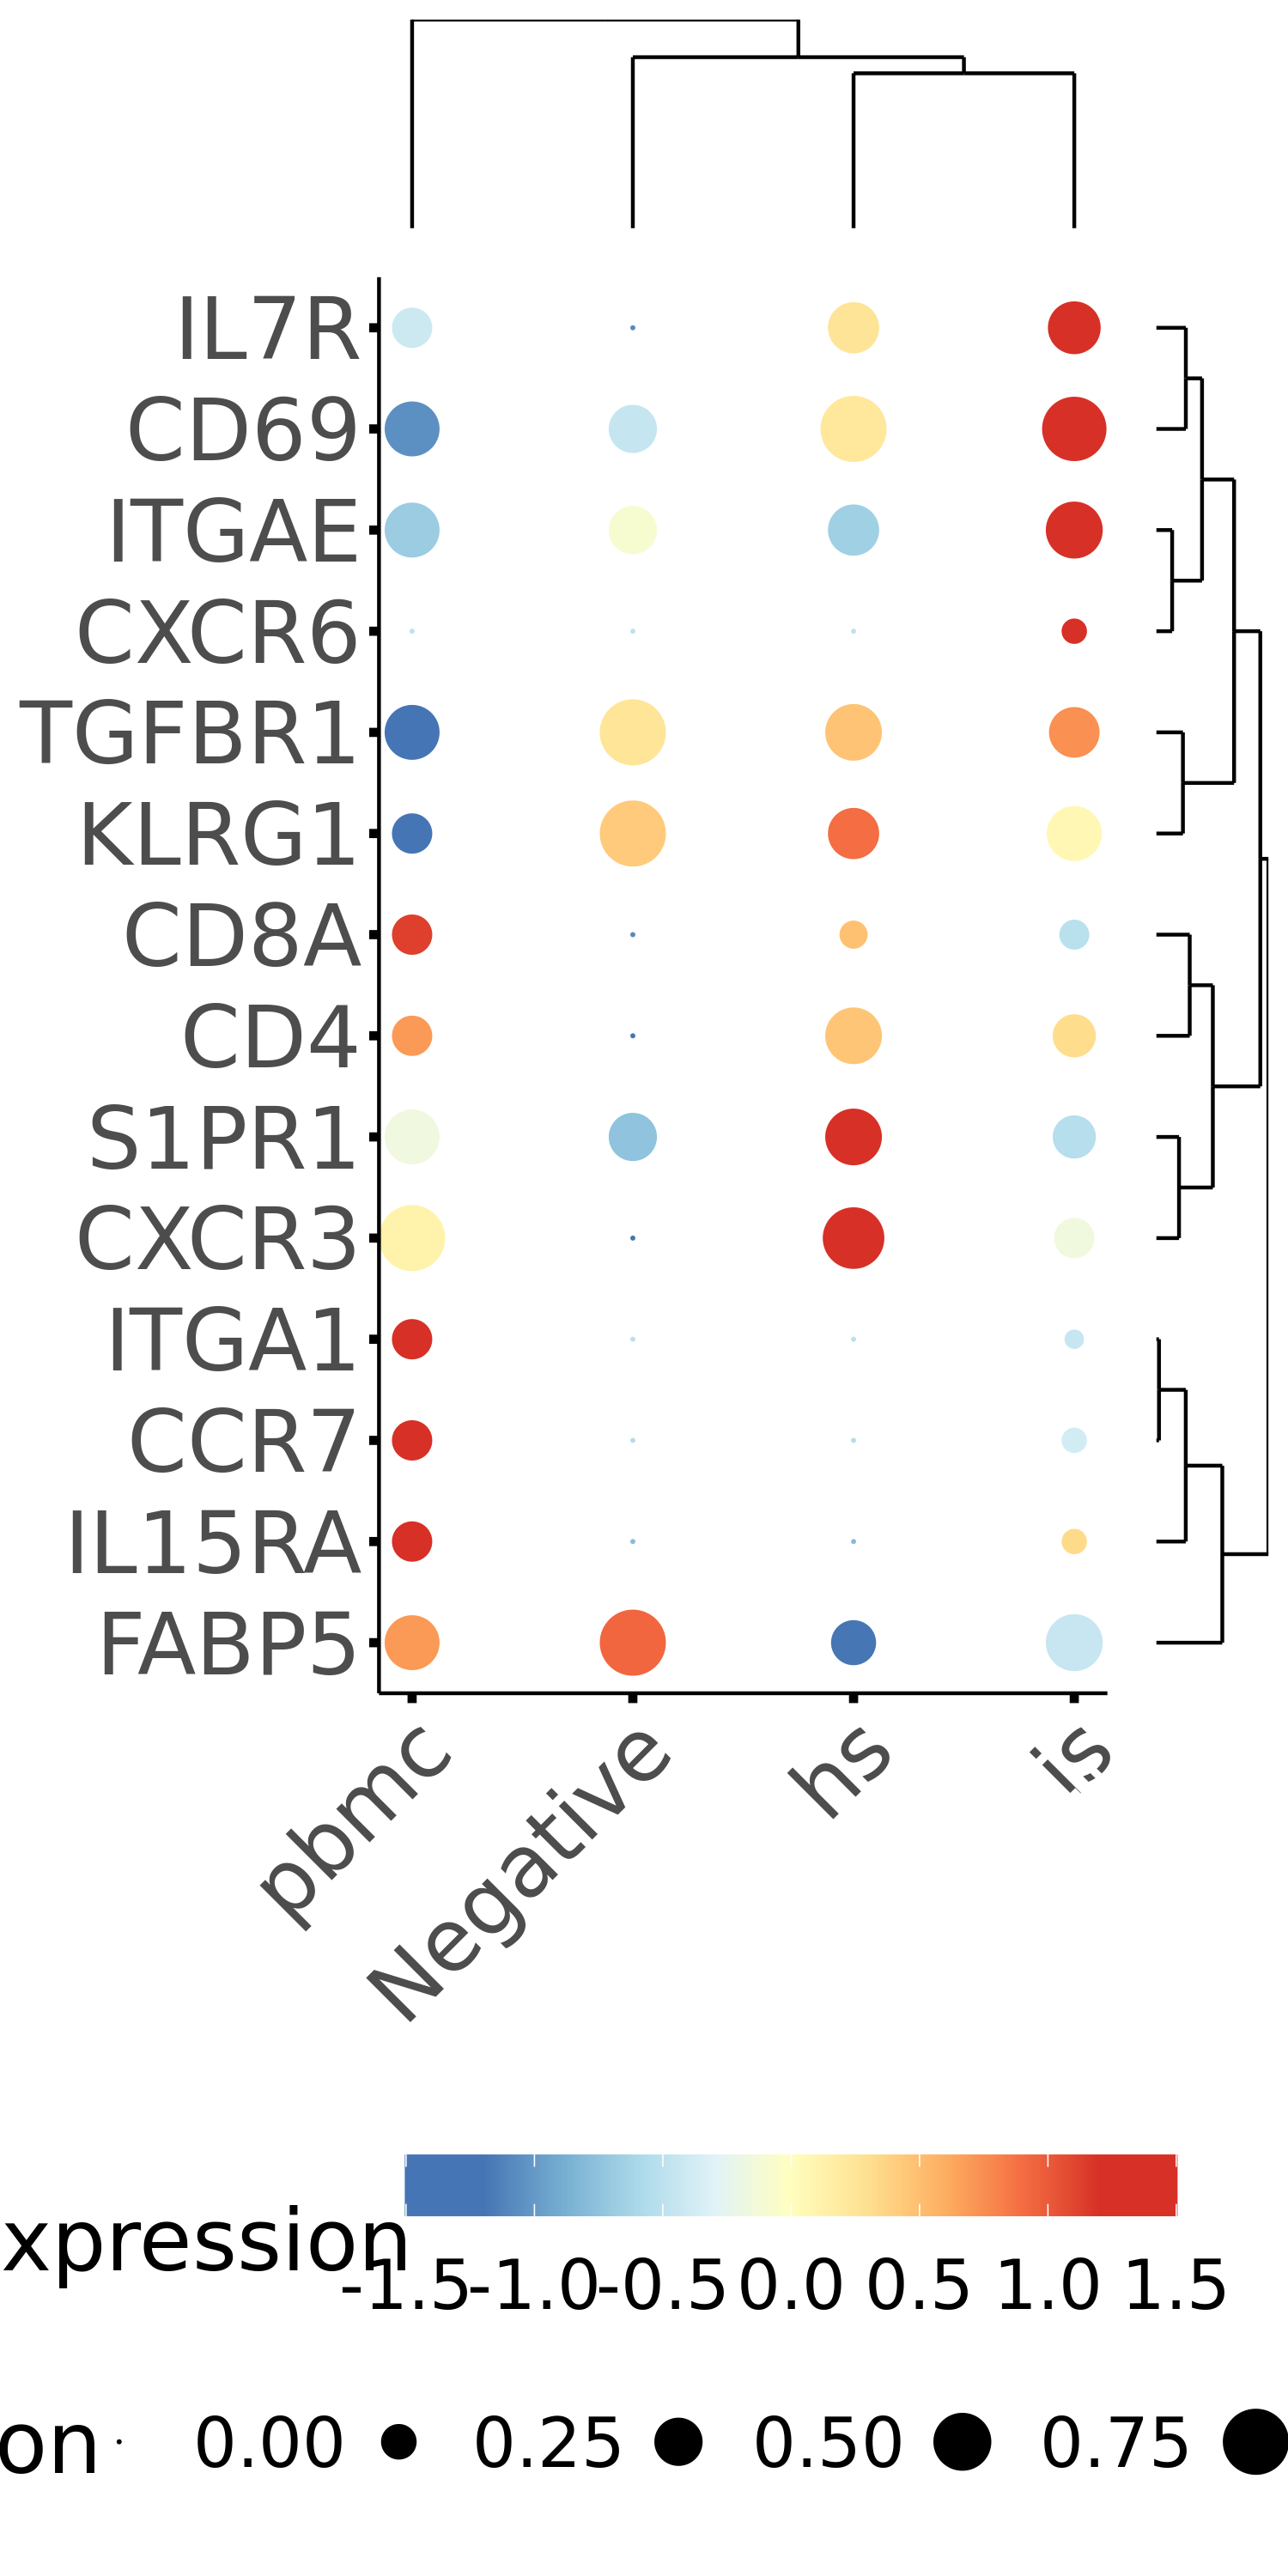 IL7R
CD69
ITGAE
CXCR6
TGFBR1
KLRG1
CD8A
CD4
S1PR1
CXCR3
ITGA1
CCR7
IL15RA
FABP5
pbmc Negative hs is
xpression
-1.5 -1.0 -0.5 0.0 0.5 1.0 1.5
on 0.00 0.25 0.50 0.75